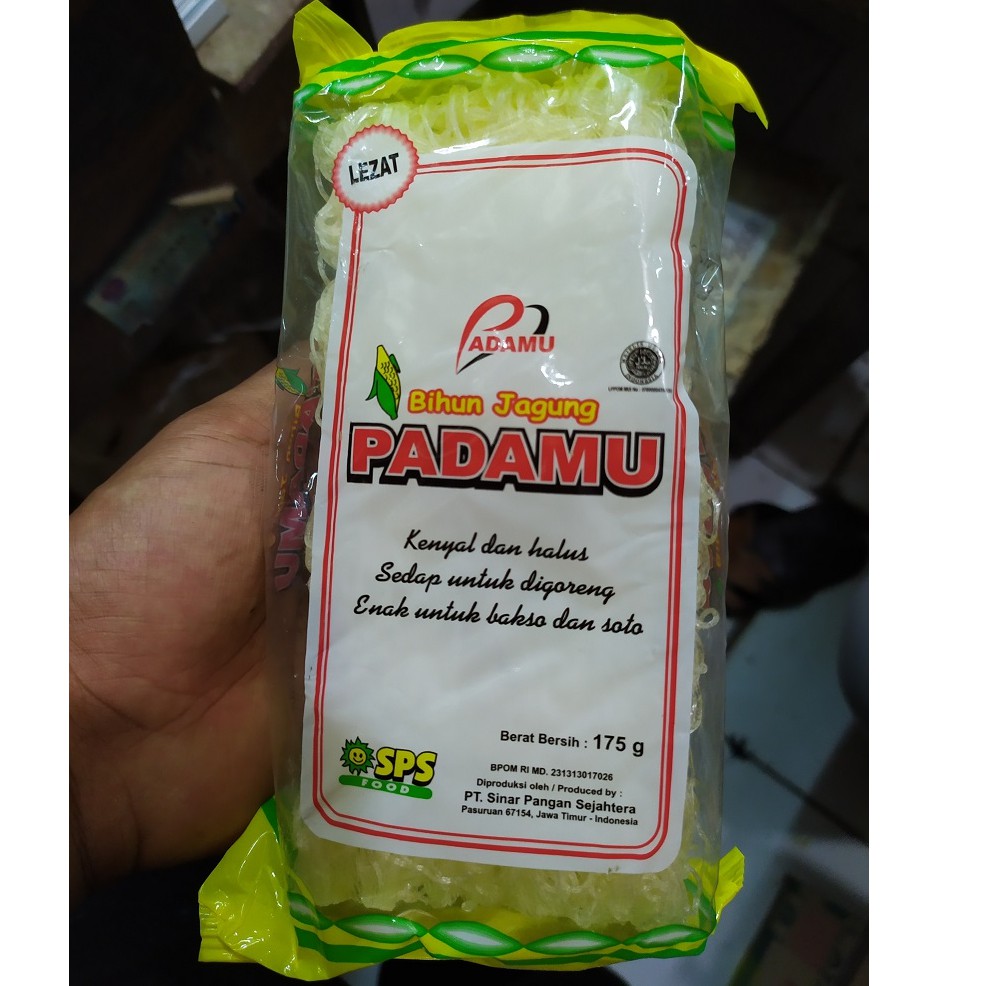 LEZAT
PADAMU
Bihun Jagung
PADAMU
Kenyal dan halus
Sedap untuk digoreng
Enak untuk bakso dan soto
Berat Bersih : 175 g
SPS
FOOD
BPOM RI MD. 231313017026
Diproduksi oleh / Produced by :
PT. Sinar Pangan Sejahtera
Pasuruan 67154, Jawa Timur - Indonesia